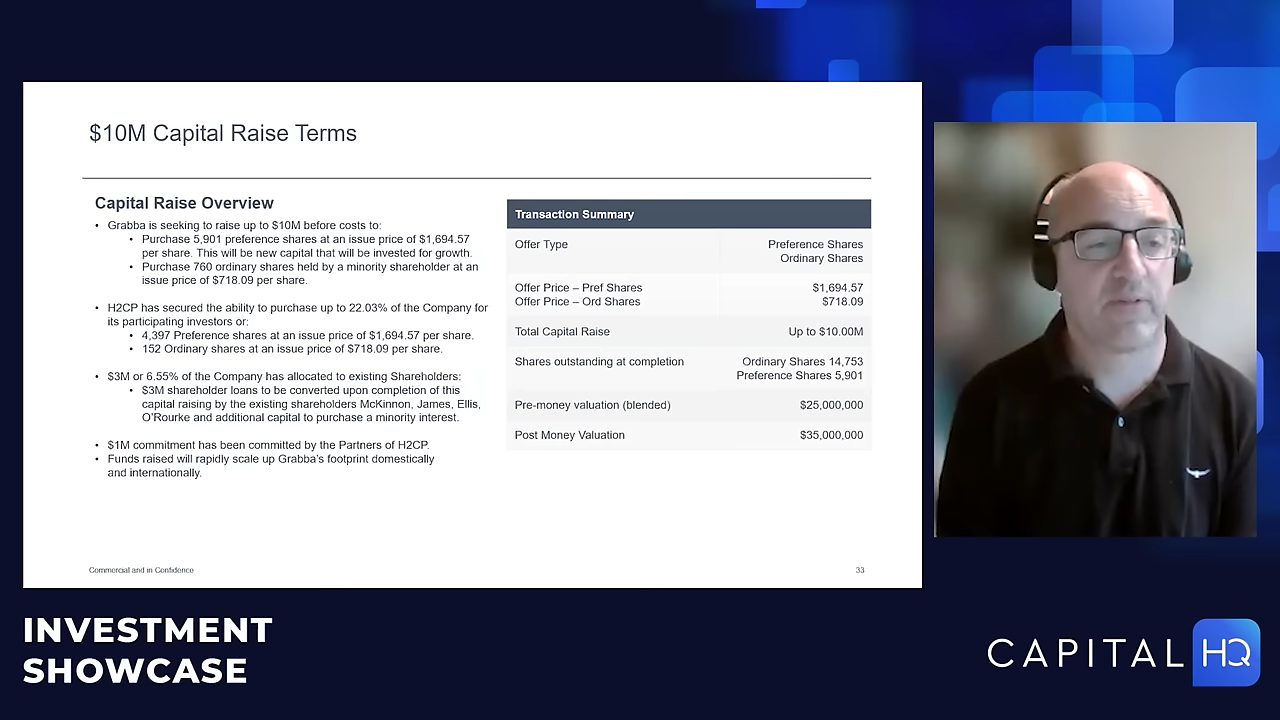 $10M Capital Raise Terms
Capital Raise Overview
• Grabba is seeking to raise up to $10M before costs to:
• Purchase 5,901 preference shares at an issue price of $1,694.57
per share. This will be new capital that will be invested for growth.
• Purchase 760 ordinary shares held by a minority shareholder at an
issue price of $718.09 per share.
• H2CP has secured the ability to purchase up to 22.03% of the Company for
its participating investors or:
• 4,397 Preference shares at an issue price of $1,694.57 per share.
• 152 Ordinary shares at an issue price of $718.09 per share.
• $3M or 6.55% of the Company has allocated to existing Shareholders:
• $3M shareholder loans to be converted upon completion of this
capital raising by the existing shareholders McKinnon, James, Ellis,
O'Rourke and additional capital to purchase a minority interest.
• $1M commitment has been committed by the Partners of H2CP.
• Funds raised will rapidly scale up Grabba's footprint domestically
and internationally.
Transaction Summary
Offer Type Preference Shares
Ordinary Shares
Offer Price – Pref Shares $1,694.57
Offer Price – Ord Shares $718.09
Total Capital Raise Up to $10.00M
Shares outstanding at completion Ordinary Shares 14,753
Preference Shares 5,901
Pre-money valuation (blended) $25,000,000
Post Money Valuation $35,000,000
Commercial and in Confidence 33
INVESTMENT
SHOWCASE
CAPITAL HQ